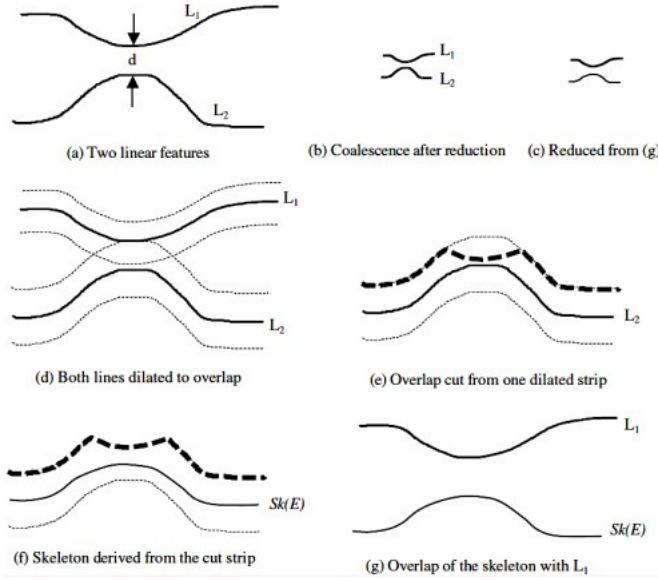 L₁
d
L₂
(a) Two linear features
L₁
L₂
(b) Coalescence after reduction
(c) Reduced from (g)
L₁
L₂
(d) Both lines dilated to overlap
L₂
(e) Overlap cut from one dilated strip
Sk(E)
(f) Skeleton derived from the cut strip
L₁
Sk(E)
(g) Overlap of the skeleton with L₁